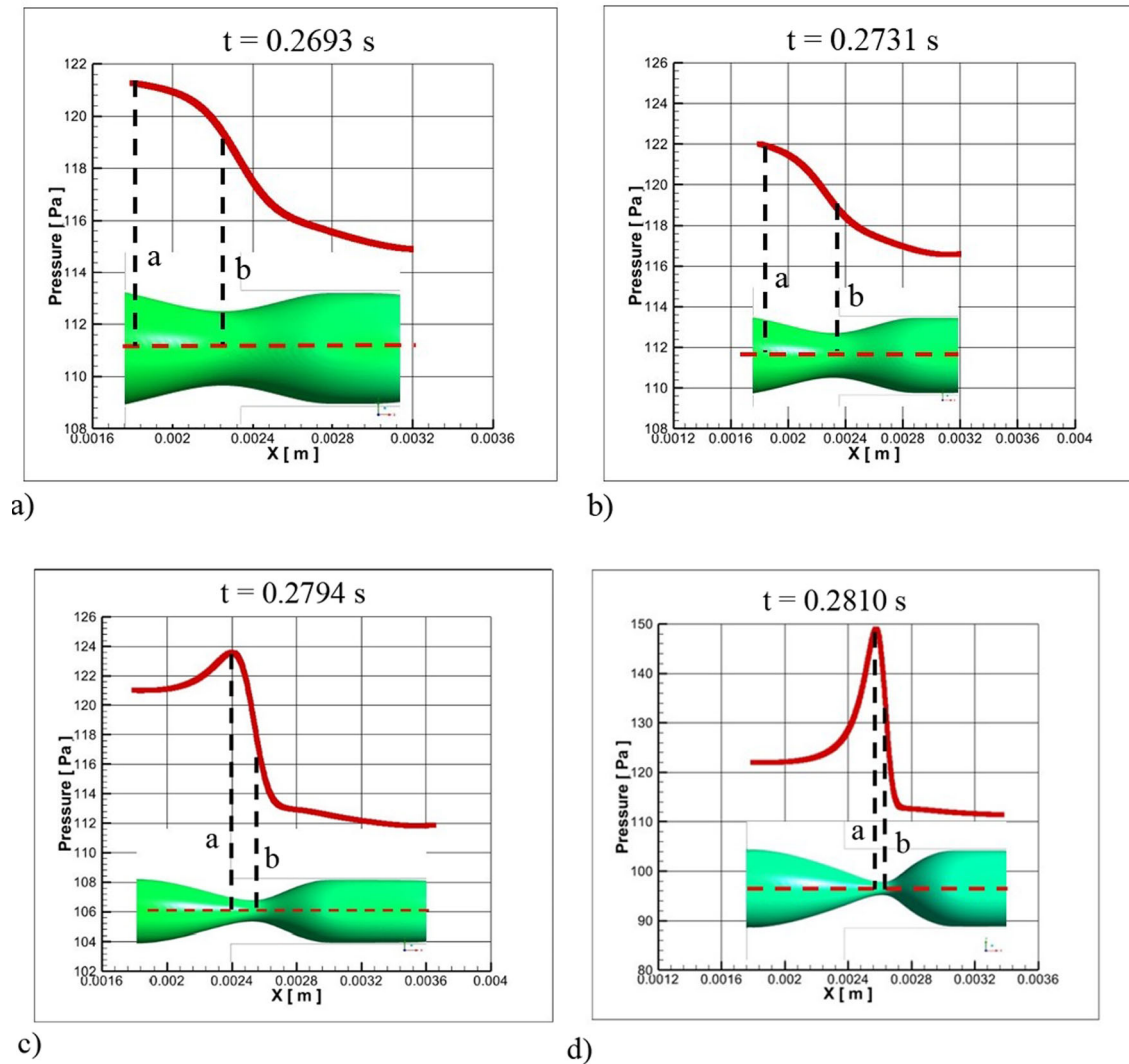 t = 0.2693 s
122
120
118
116
114
112
110
108
Pressure [ Pa ]
a
b
0.0016 0.002 0.0024 0.0028 0.0032 0.0036
X [ m ]
a)
t = 0.2731 s
126
124
122
120
118
116
114
112
110
108
Pressure [ Pa ]
a
b
0.0012 0.0016 0.002 0.0024 0.0028 0.0032 0.0036 0.004
X [ m ]
b)
t = 0.2794 s
126
124
122
120
118
116
114
112
110
108
106
104
102
Pressure [ Pa ]
a
b
0.0016 0.002 0.0024 0.0028 0.0032 0.0036 0.004
X [ m ]
c)
t = 0.2810 s
150
140
130
120
110
100
90
80
Pressure [ Pa ]
a
b
0.0012 0.0016 0.002 0.0024 0.0028 0.0032 0.0036
X [ m ]
d)